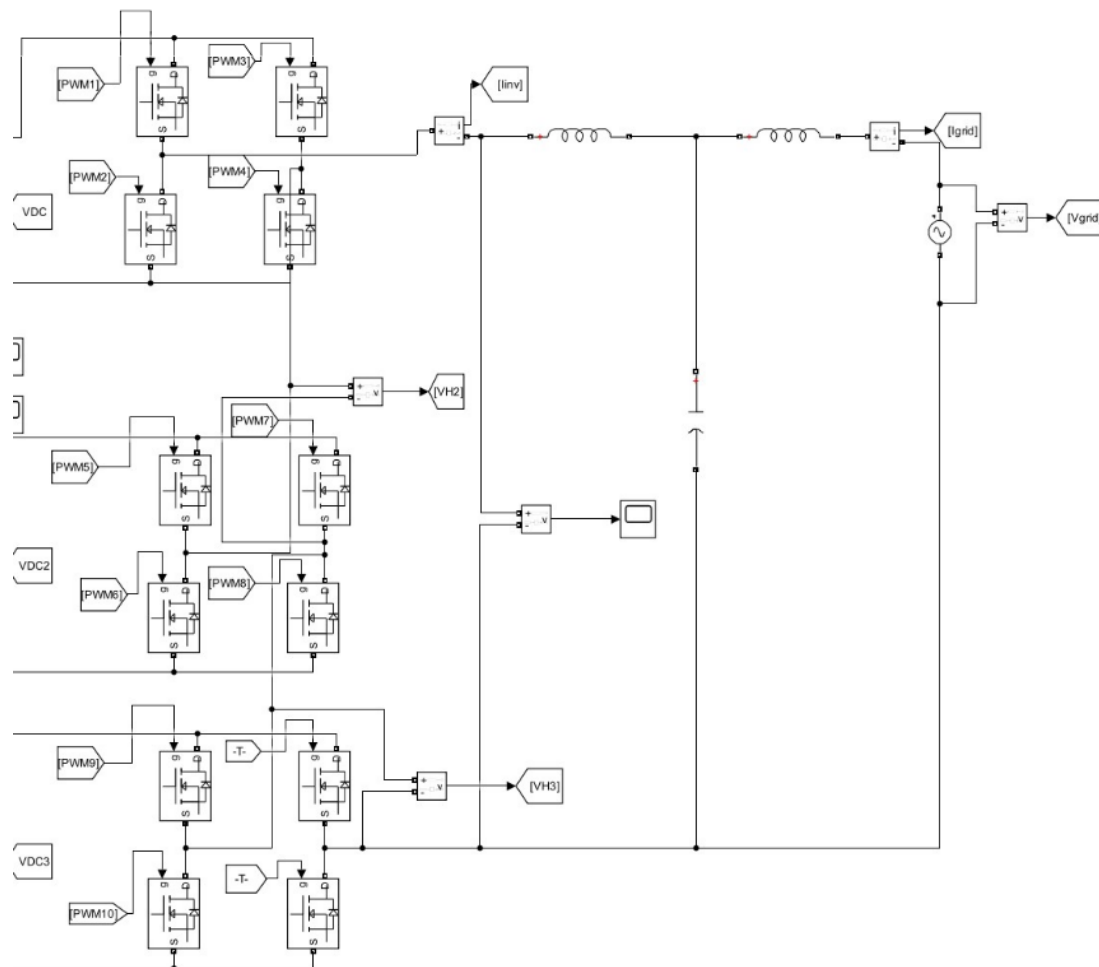 [PWM1]
g
D
S
[PWM3]
g
D
S
[Iinv]
i
[Igrid]
i
[PWM2]
g
D
S
[PWM4]
g
D
S
VDC
v
[Vgrid]
v
[VH2]
[PWM5]
g
D
S
[PWM7]
g
D
S
v
VDC2
[PWM6]
g
D
S
[PWM8]
g
D
S
[PWM9]
g
D
S
-T-
g
D
S
v
[VH3]
VDC3
[PWM10]
g
D
S
-T-
g
D
S